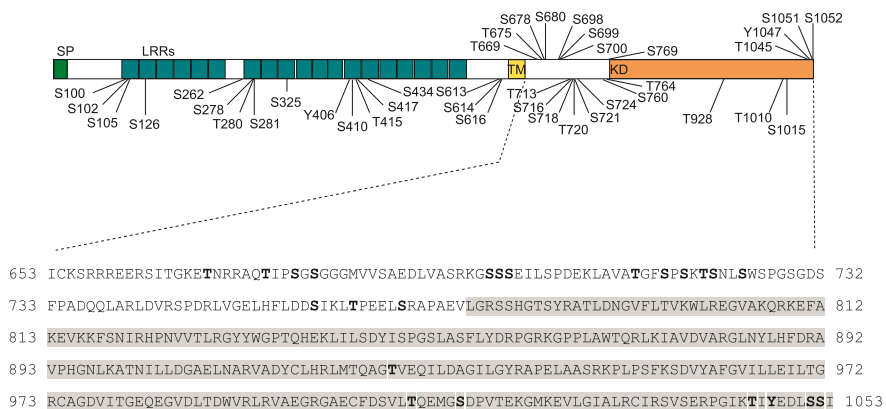 S678 S680 S698 S1051 S1052
T675 S699 Y1047
T669 S700 S769 T1045
SP LRRs
TM KD
S100 S262 S434 S613 T713 T764
S102 S278 S325 S417 S614 S716 S724 S760
S105 S126 T280 S281 Y406 T415 S616 S718 S721 T928 T1010
S410 T720 S1015
653 ICKSRRREERSITGKETNRRAQTIPSGSGGGMVVSAEDLVASRKGSSSEILSPDEKLAVATGFSPSKTSNLSWSPGSGDS 732
733 FPADQQLARLDVRSPDRLVGELHFLDDSIKLTPEELSRAPAEVLGRSSHGTSYRATLDNGVFLTVKWLREGVAKQRKEFA 812
813 KEVKKFSNIRHPNVVTLRGYYWGPTQHEKLILSDYISPGSLASFLYDRPGRKGPPLAWTQRLKIAVDVARGLNYLHFDRA 892
893 VPHGNLKATNILLDGAELNARVADYCLHRLMTQAGTVEQILDAGILGYRAPELAASRKPLPSFKSDVYAFGVILLEILTG 972
973 RCAGDVITGEQEGVDLTDWVRLRVAEGRGAECFDSVLTQEMGSDPVTEKGMKEVLGIALRCIRSVSERPGIKTIYEDLSSI 1053